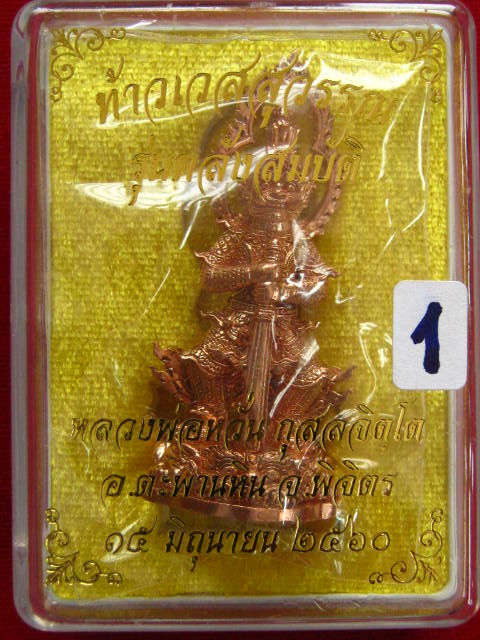 ท้าวเวสสุวรรณ
รุ่นคลังสมบัติ
1
หลวงพ่อหวั่น กุสลจิตฺโต
อ.ตะพานหิน จ.พิจิตร
๑๕ มิถุนายน ๒๕๖๐